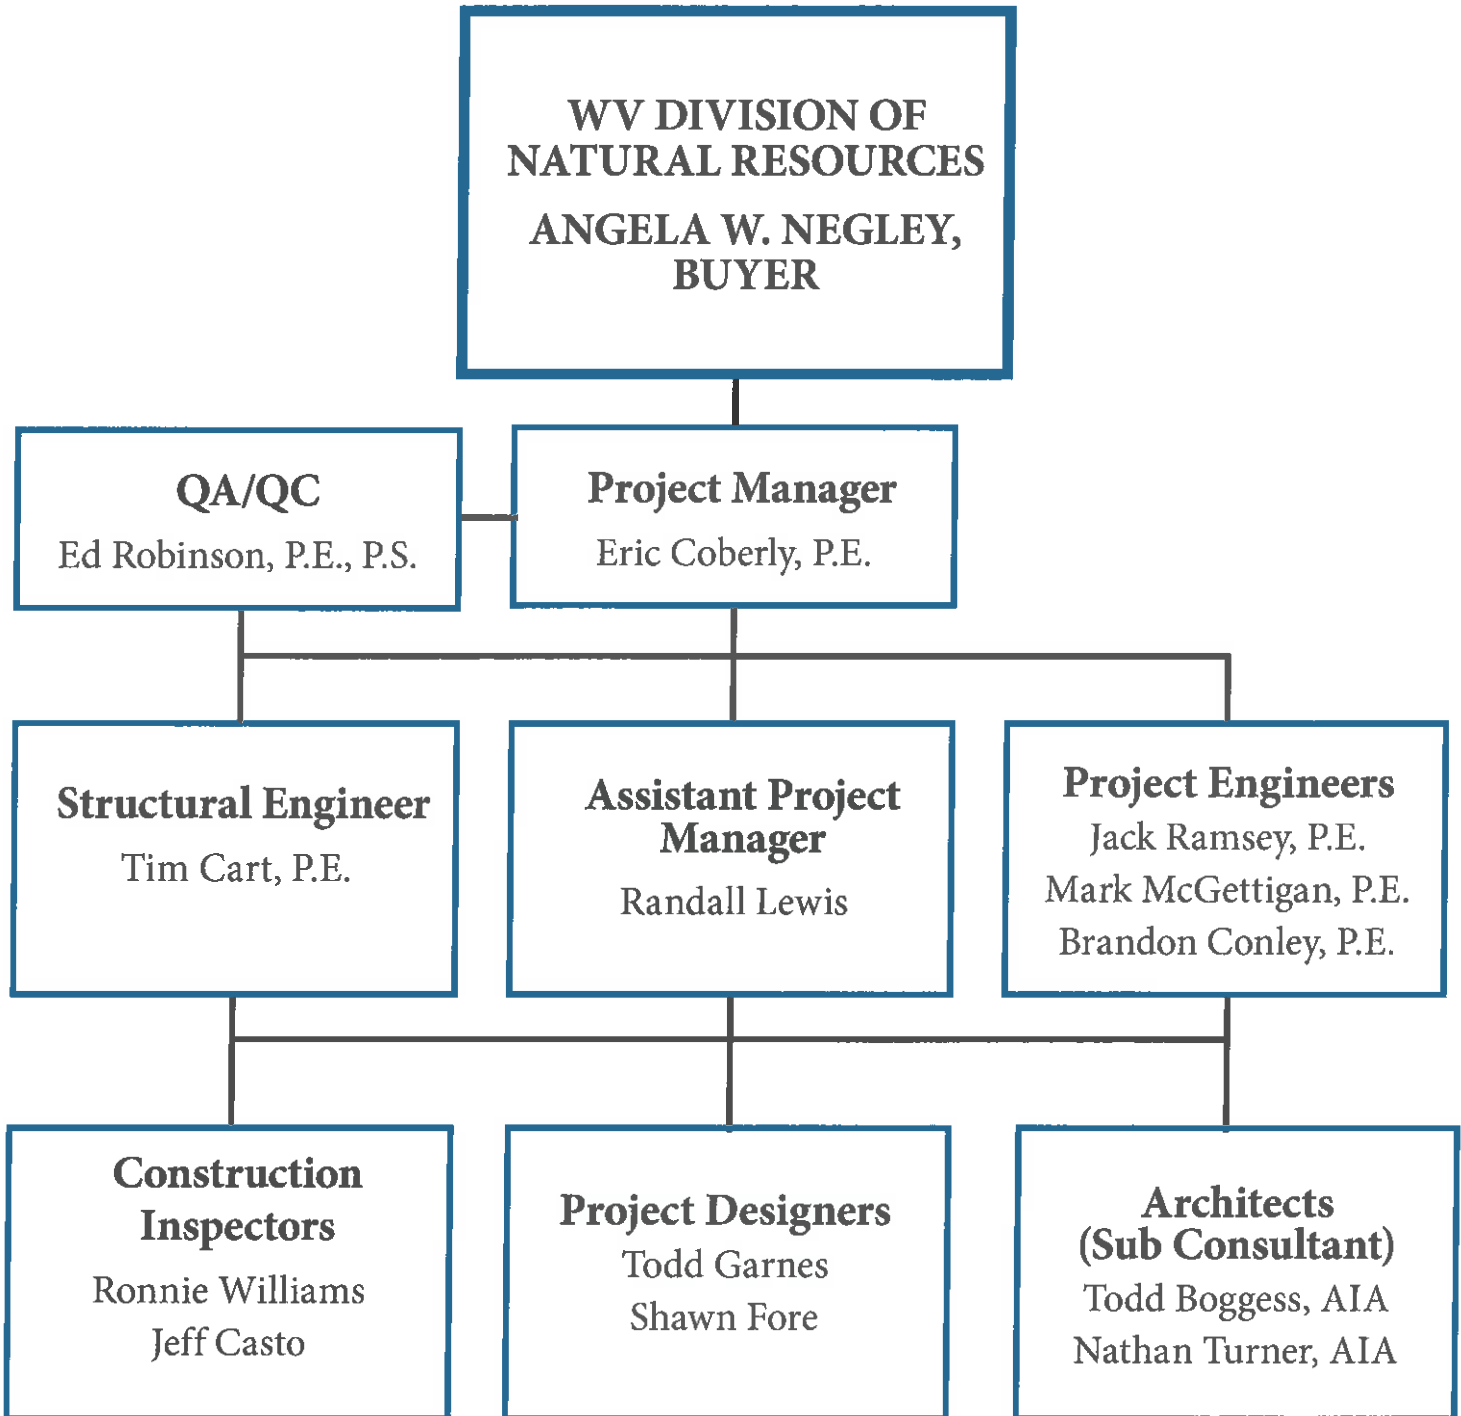 WV DIVISION OF
NATURAL RESOURCES
ANGELA W. NEGLEY,
BUYER
QA/QC
Ed Robinson, P.E., P.S.
Project Manager
Eric Coberly, P.E.
Structural Engineer
Tim Cart, P.E.
Assistant Project
Manager
Randall Lewis
Project Engineers
Jack Ramsey, P.E.
Mark McGettigan, P.E.
Brandon Conley, P.E.
Construction
Inspectors
Ronnie Williams
Jeff Casto
Project Designers
Todd Garnes
Shawn Fore
Architects
(Sub Consultant)
Todd Boggess, AIA
Nathan Turner, AIA